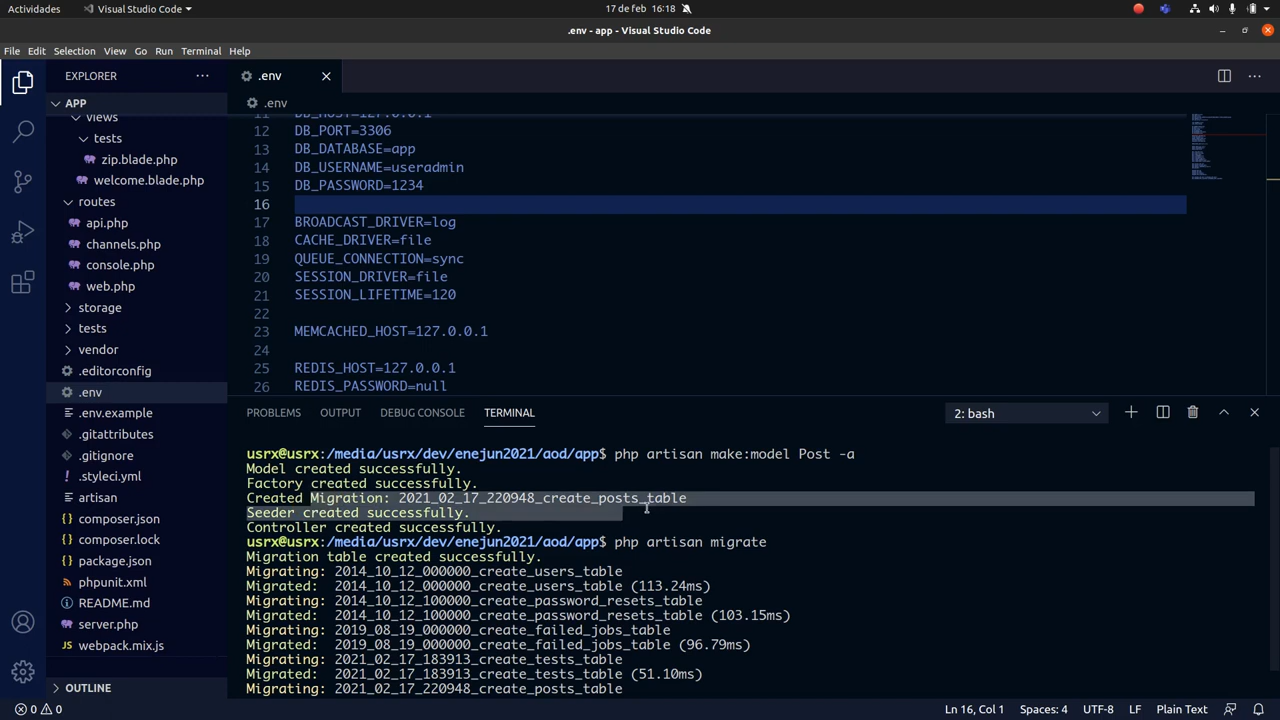 Actividades
Visual Studio Code
17 de feb 16:18
.env - app - Visual Studio Code
File Edit Selection View Go Run Terminal Help
EXPLORER
.env
APP
.env
views
tests
zip.blade.php
welcome.blade.php
routes
api.php
channels.php
console.php
web.php
storage
tests
vendor
.editorconfig
.env
.env.example
.gitattributes
.gitignore
.styleci.yml
artisan
composer.json
composer.lock
package.json
phpunit.xml
README.md
server.php
webpack.mix.js
OUTLINE
DB_HOST=127.0.0.1
12 DB_PORT=3306
13 DB_DATABASE=app
14 DB_USERNAME=useradmin
15 DB_PASSWORD=1234
16
17 BROADCAST_DRIVER=log
18 CACHE_DRIVER=file
19 QUEUE_CONNECTION=sync
20 SESSION_DRIVER=file
21 SESSION_LIFETIME=120
22
23 MEMCACHED_HOST=127.0.0.1
24
25 REDIS_HOST=127.0.0.1
26 REDIS_PASSWORD=null
PROBLEMS OUTPUT DEBUG CONSOLE TERMINAL
2: bash
usrx@usrx:/media/usrx/dev/enejun2021/aod/app$ php artisan make:model Post -a
Model created successfully.
Factory created successfully.
Created Migration: 2021_02_17_220948_create_posts_table
Seeder created successfully.
Controller created successfully.
usrx@usrx:/media/usrx/dev/enejun2021/aod/app$ php artisan migrate
Migration table created successfully.
Migrating: 2014_10_12_000000_create_users_table
Migrated: 2014_10_12_000000_create_users_table (113.24ms)
Migrating: 2014_10_12_100000_create_password_resets_table
Migrated: 2014_10_12_100000_create_password_resets_table (103.15ms)
Migrating: 2019_08_19_000000_create_failed_jobs_table
Migrated: 2019_08_19_000000_create_failed_jobs_table (96.79ms)
Migrating: 2021_02_17_183913_create_tests_table
Migrated: 2021_02_17_183913_create_tests_table (51.10ms)
Migrating: 2021_02_17_220948_create_posts_table
0 0
Ln 16, Col 1 Spaces: 4 UTF-8 LF Plain Text